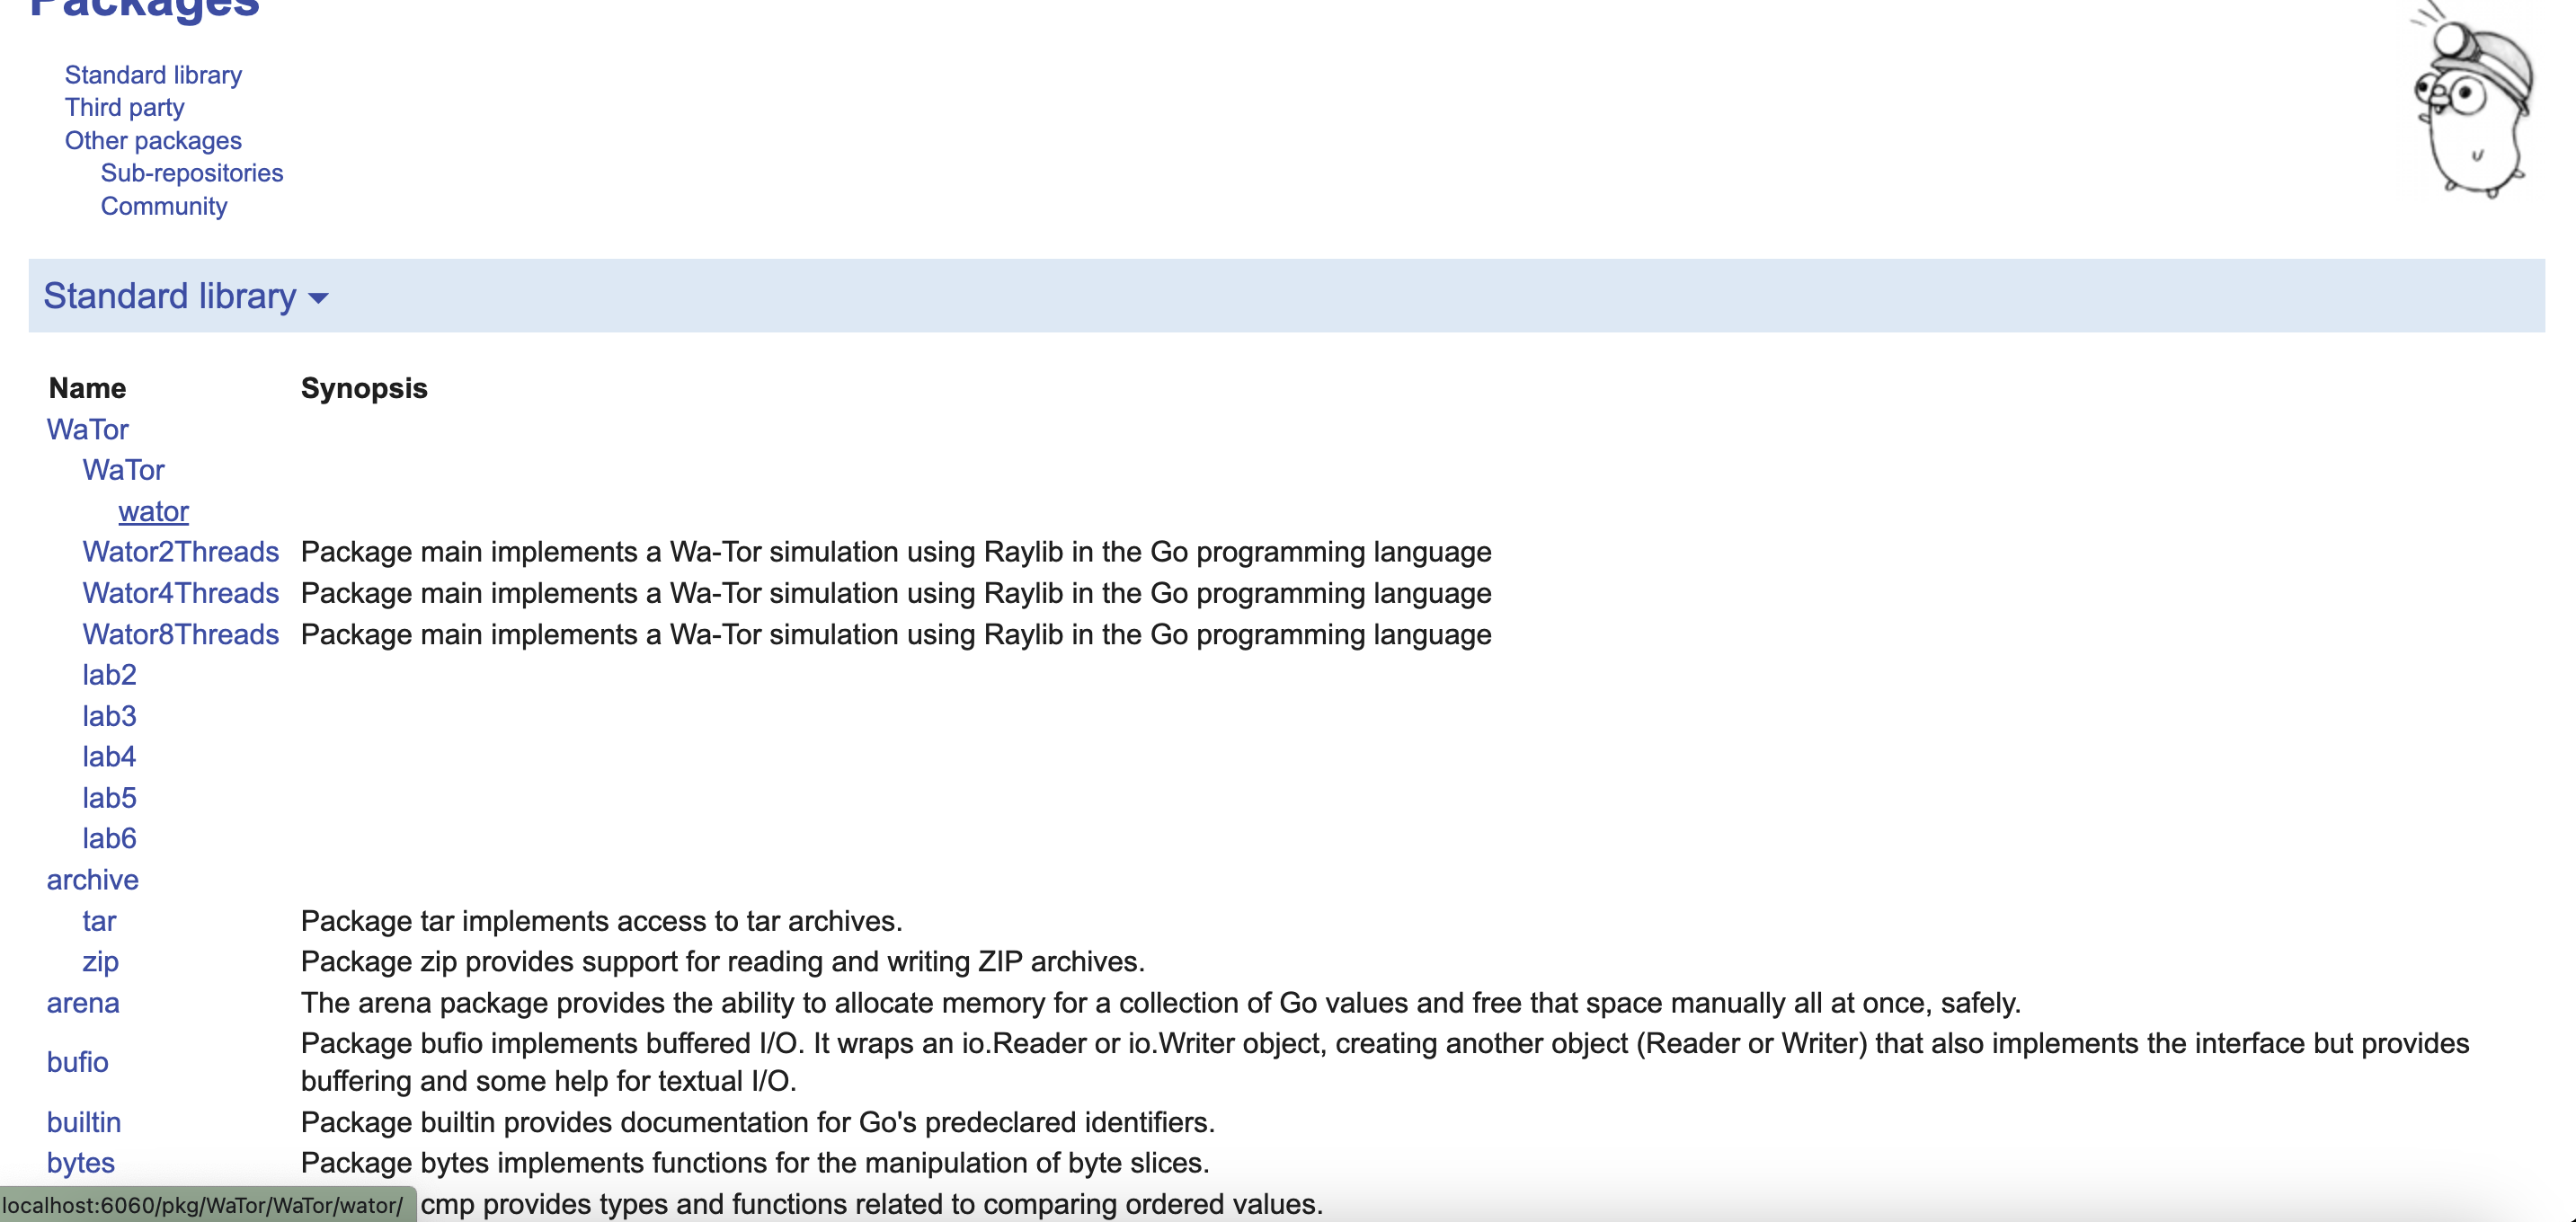 Packages
Standard library
Third party
Other packages
Sub-repositories
Community
Standard library
Name Synopsis
WaTor
WaTor
wator
Wator2Threads Package main implements a Wa-Tor simulation using Raylib in the Go programming language
Wator4Threads Package main implements a Wa-Tor simulation using Raylib in the Go programming language
Wator8Threads Package main implements a Wa-Tor simulation using Raylib in the Go programming language
lab2
lab3
lab4
lab5
lab6
archive
tar Package tar implements access to tar archives.
zip Package zip provides support for reading and writing ZIP archives.
arena The arena package provides the ability to allocate memory for a collection of Go values and free that space manually all at once, safely.
bufio Package bufio implements buffered I/O. It wraps an io.Reader or io.Writer object, creating another object (Reader or Writer) that also implements the interface but provides
buffering and some help for textual I/O.
builtin Package builtin provides documentation for Go's predeclared identifiers.
bytes Package bytes implements functions for the manipulation of byte slices.
cmp provides types and functions related to comparing ordered values.
localhost:6060/pkg/WaTor/WaTor/wator/